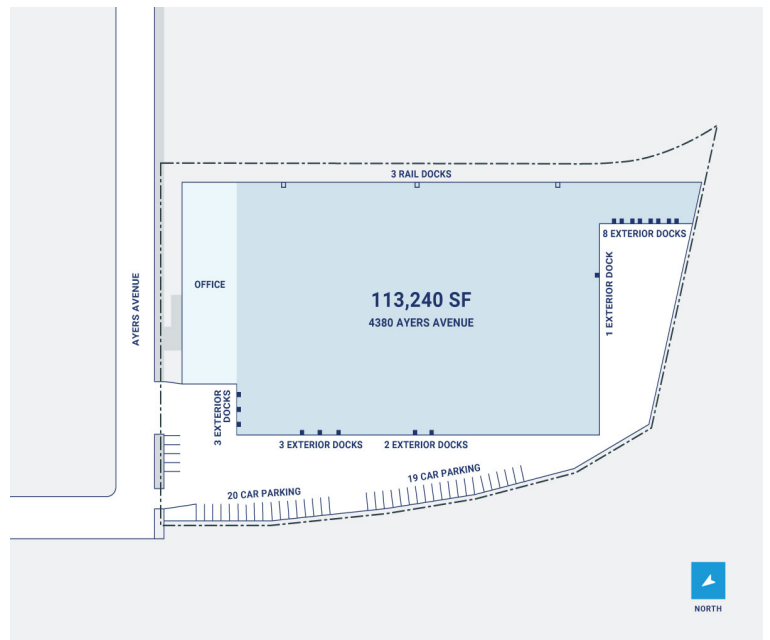 3 RAIL DOCKS
8 EXTERIOR DOCKS
OFFICE
AYERS AVENUE
113,240 SF
4380 AYERS AVENUE
1 EXTERIOR DOCK
3 EXTERIOR
DOCKS
3 EXTERIOR DOCKS
2 EXTERIOR DOCKS
20 CAR PARKING
19 CAR PARKING
NORTH